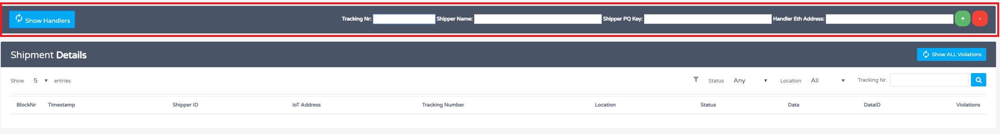 Show Handlers Tracking Nr: Shipper Name: Shipper PQ Key: Handler Eth Address: + -
Shipment Details Show ALL Violations
Show 5 entries Status Any Location All Tracking Nr.
BlockNr Timestamp Shipper ID IoT Address Tracking Number Location Status Data DataID Violations